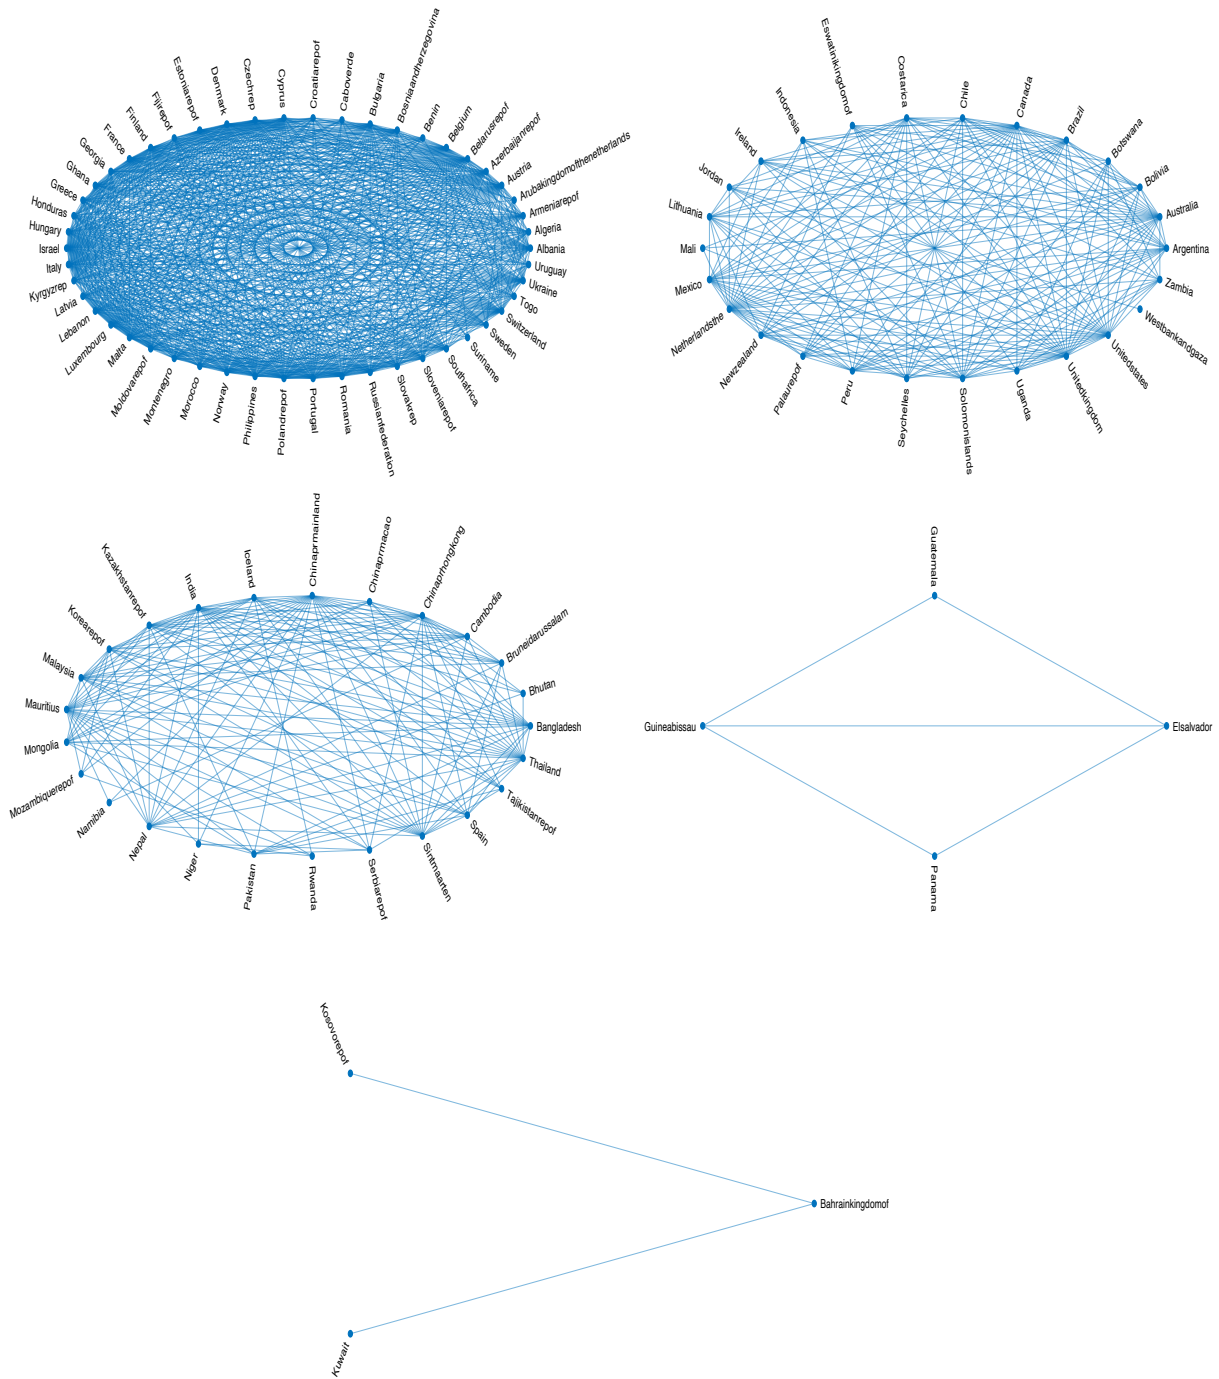 Albania
Algeria
Armeniarepof
Arubakingdomofthenetherlands
Austria
Azerbaijanrepof
Belarusrepof
Belgium
Benin
Bosniaandherzegovina
Bulgaria
Caboverde
Croatiarepof
Cyprus
Czechrep
Denmark
Estoniarepof
Fijirepof
Finland
France
Georgia
Ghana
Greece
Honduras
Hungary
Israel
Italy
Kyrgyzrep
Latvia
Lebanon
Luxembourg
Malta
Moldovarepof
Montenegro
Morocco
Norway
Philippines
Polandrepof
Portugal
Romania
Russianfederation
Slovakrep
Sloveniarepof
Southafrica
Suriname
Sweden
Switzerland
Togo
Ukraine
Uruguay
Argentina
Australia
Bolivia
Botswana
Brazil
Canada
Chile
Costarica
Eswatinikingdomof
Indonesia
Ireland
Jordan
Lithuania
Mali
Mexico
Netherlandsthe
Newzealand
Palaurepof
Peru
Seychelles
Solomonislands
Uganda
Unitedkingdom
Unitedstates
Westbankandgaza
Zambia
Bangladesh
Bhutan
Bruneidarussalam
Cambodia
Chinaprhongkong
Chinaprmacao
Chinaprmainland
Iceland
India
Kazakhstanrepof
Korearepof
Malaysia
Mauritius
Mongolia
Mozambiquerepof
Namibia
Nepal
Niger
Pakistan
Rwanda
Serbiarepof
Sintmaarten
Spain
Tajikistanrepof
Thailand
Elsalvador
Guatemala
Guineabissau
Panama
Bahrainkingdomof
Kosovorepof
Kuwait